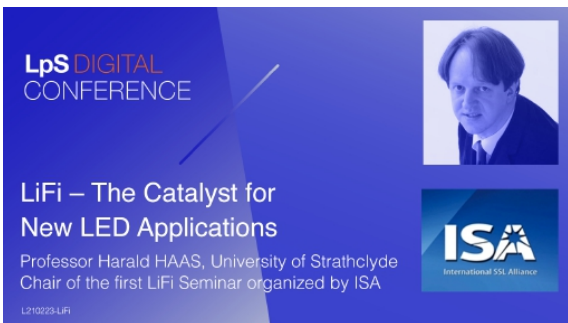 LpS DIGITAL
CONFERENCE
LiFi – The Catalyst for
New LED Applications
Professor Harald HAAS, University of Strathclyde
Chair of the first LiFi Seminar organized by ISA
L210223-LiFi
ISA
International SSL Alliance